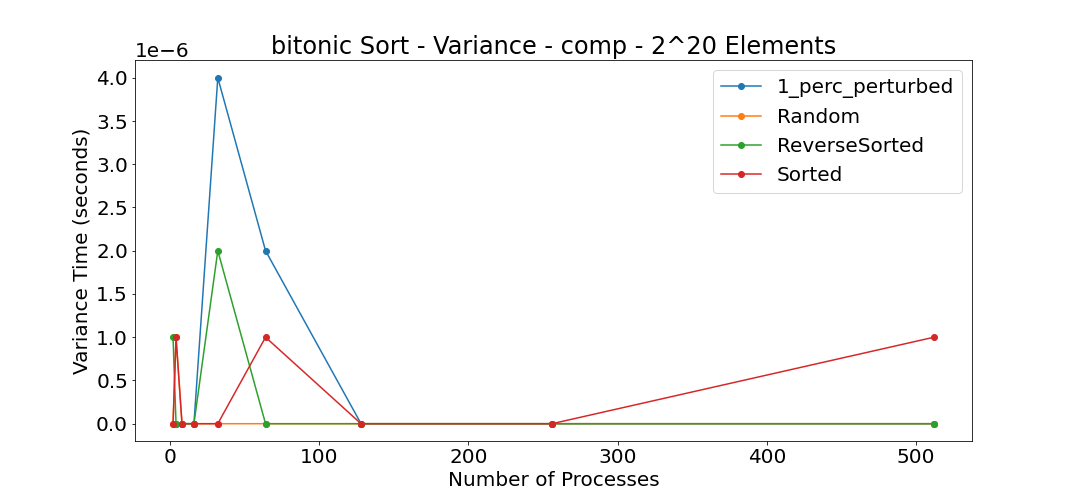 bitonic Sort - Variance - comp - 2^20 Elements
1e−6
4.0
3.5
3.0
2.5
2.0
1.5
1.0
0.5
0.0
Variance Time (seconds)
1_perc_perturbed
Random
ReverseSorted
Sorted
0 100 200 300 400 500
Number of Processes